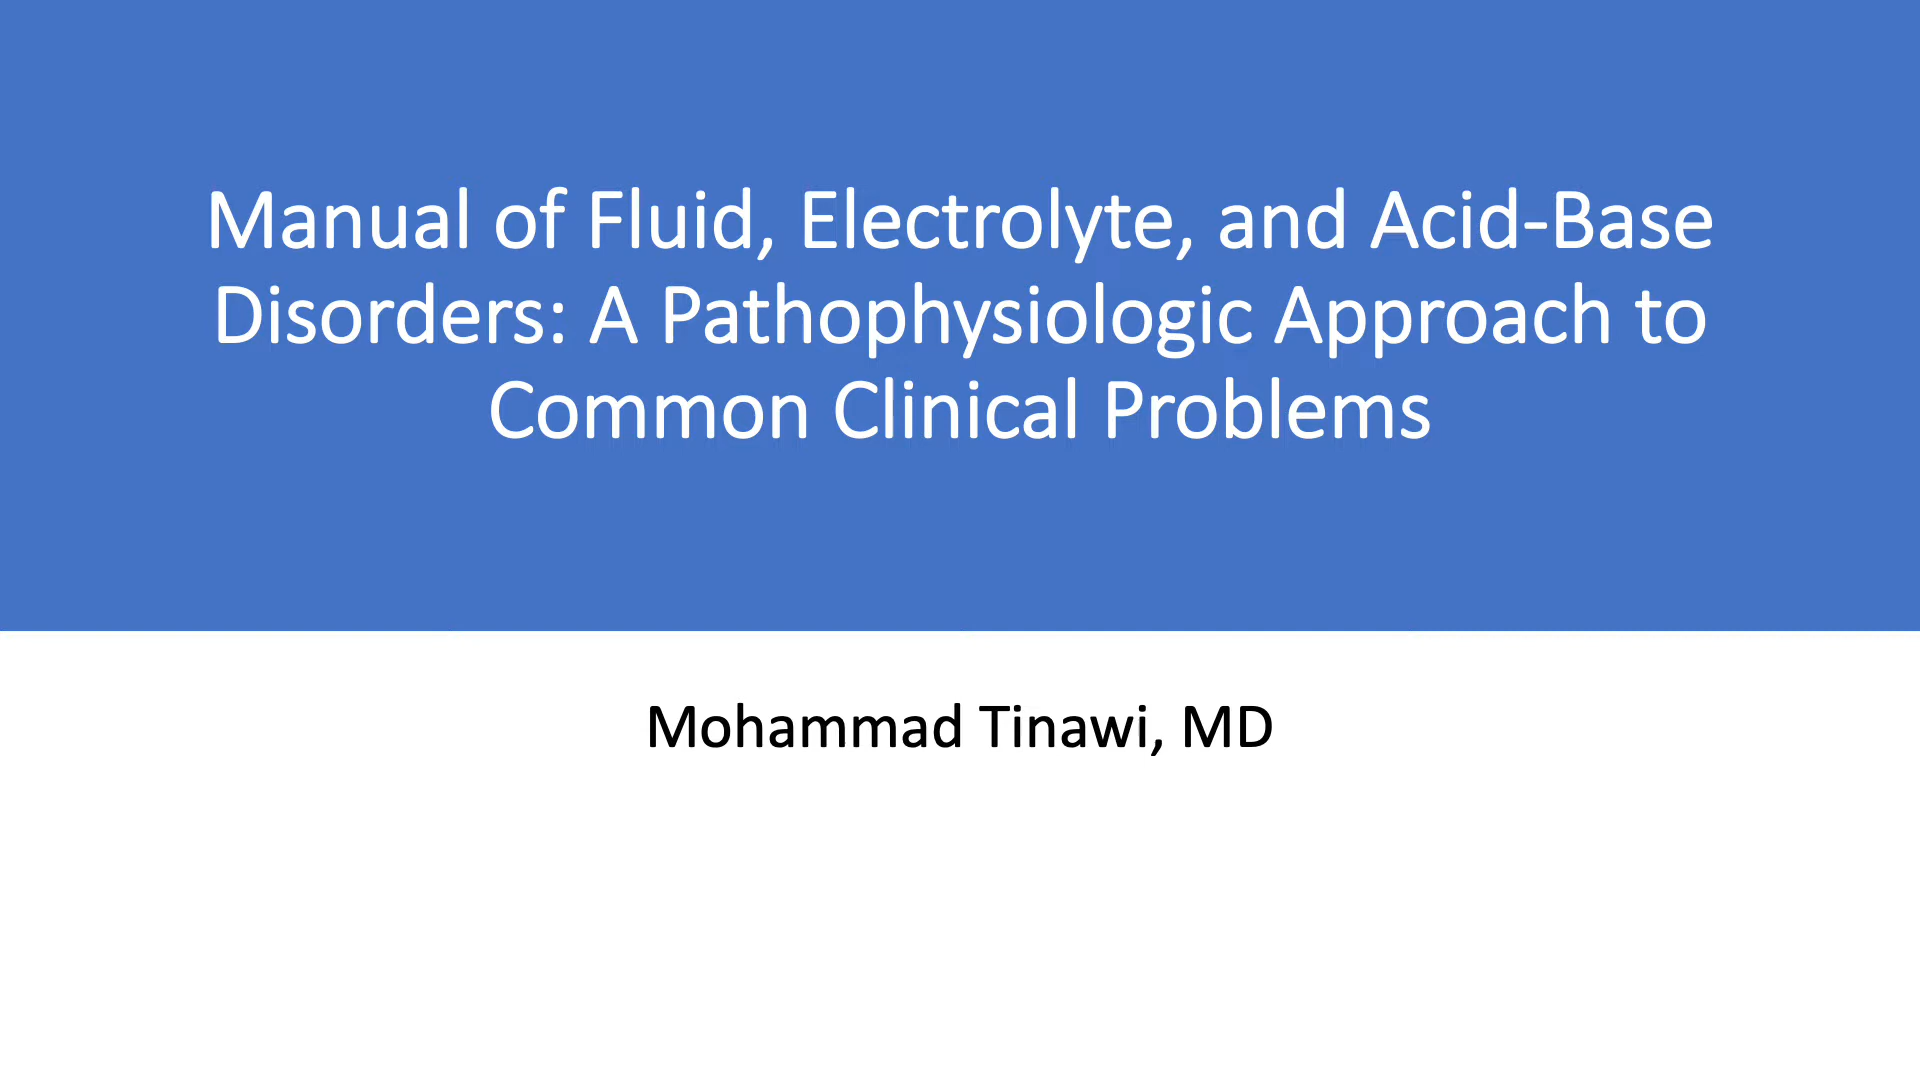 Manual of Fluid, Electrolyte, and Acid-Base
Disorders: A Pathophysiologic Approach to
Common Clinical Problems
Mohammad Tinawi, MD